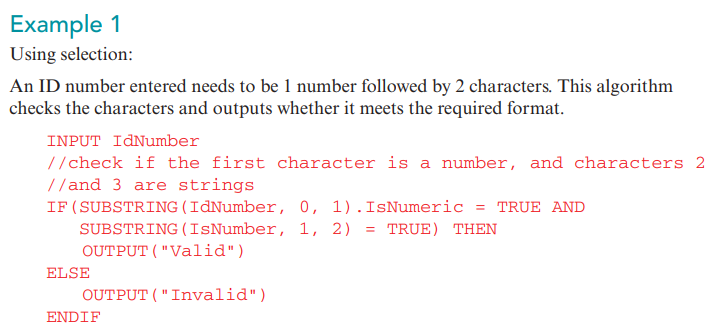 Example 1
Using selection:
An ID number entered needs to be 1 number followed by 2 characters. This algorithm
checks the characters and outputs whether it meets the required format.
INPUT IdNumber
//check if the first character is a number, and characters 2
//and 3 are strings
IF(SUBSTRING(IdNumber, 0, 1).IsNumeric = TRUE AND
SUBSTRING(IsNumber, 1, 2) = TRUE) THEN
OUTPUT("Valid")
ELSE
OUTPUT("Invalid")
ENDIF